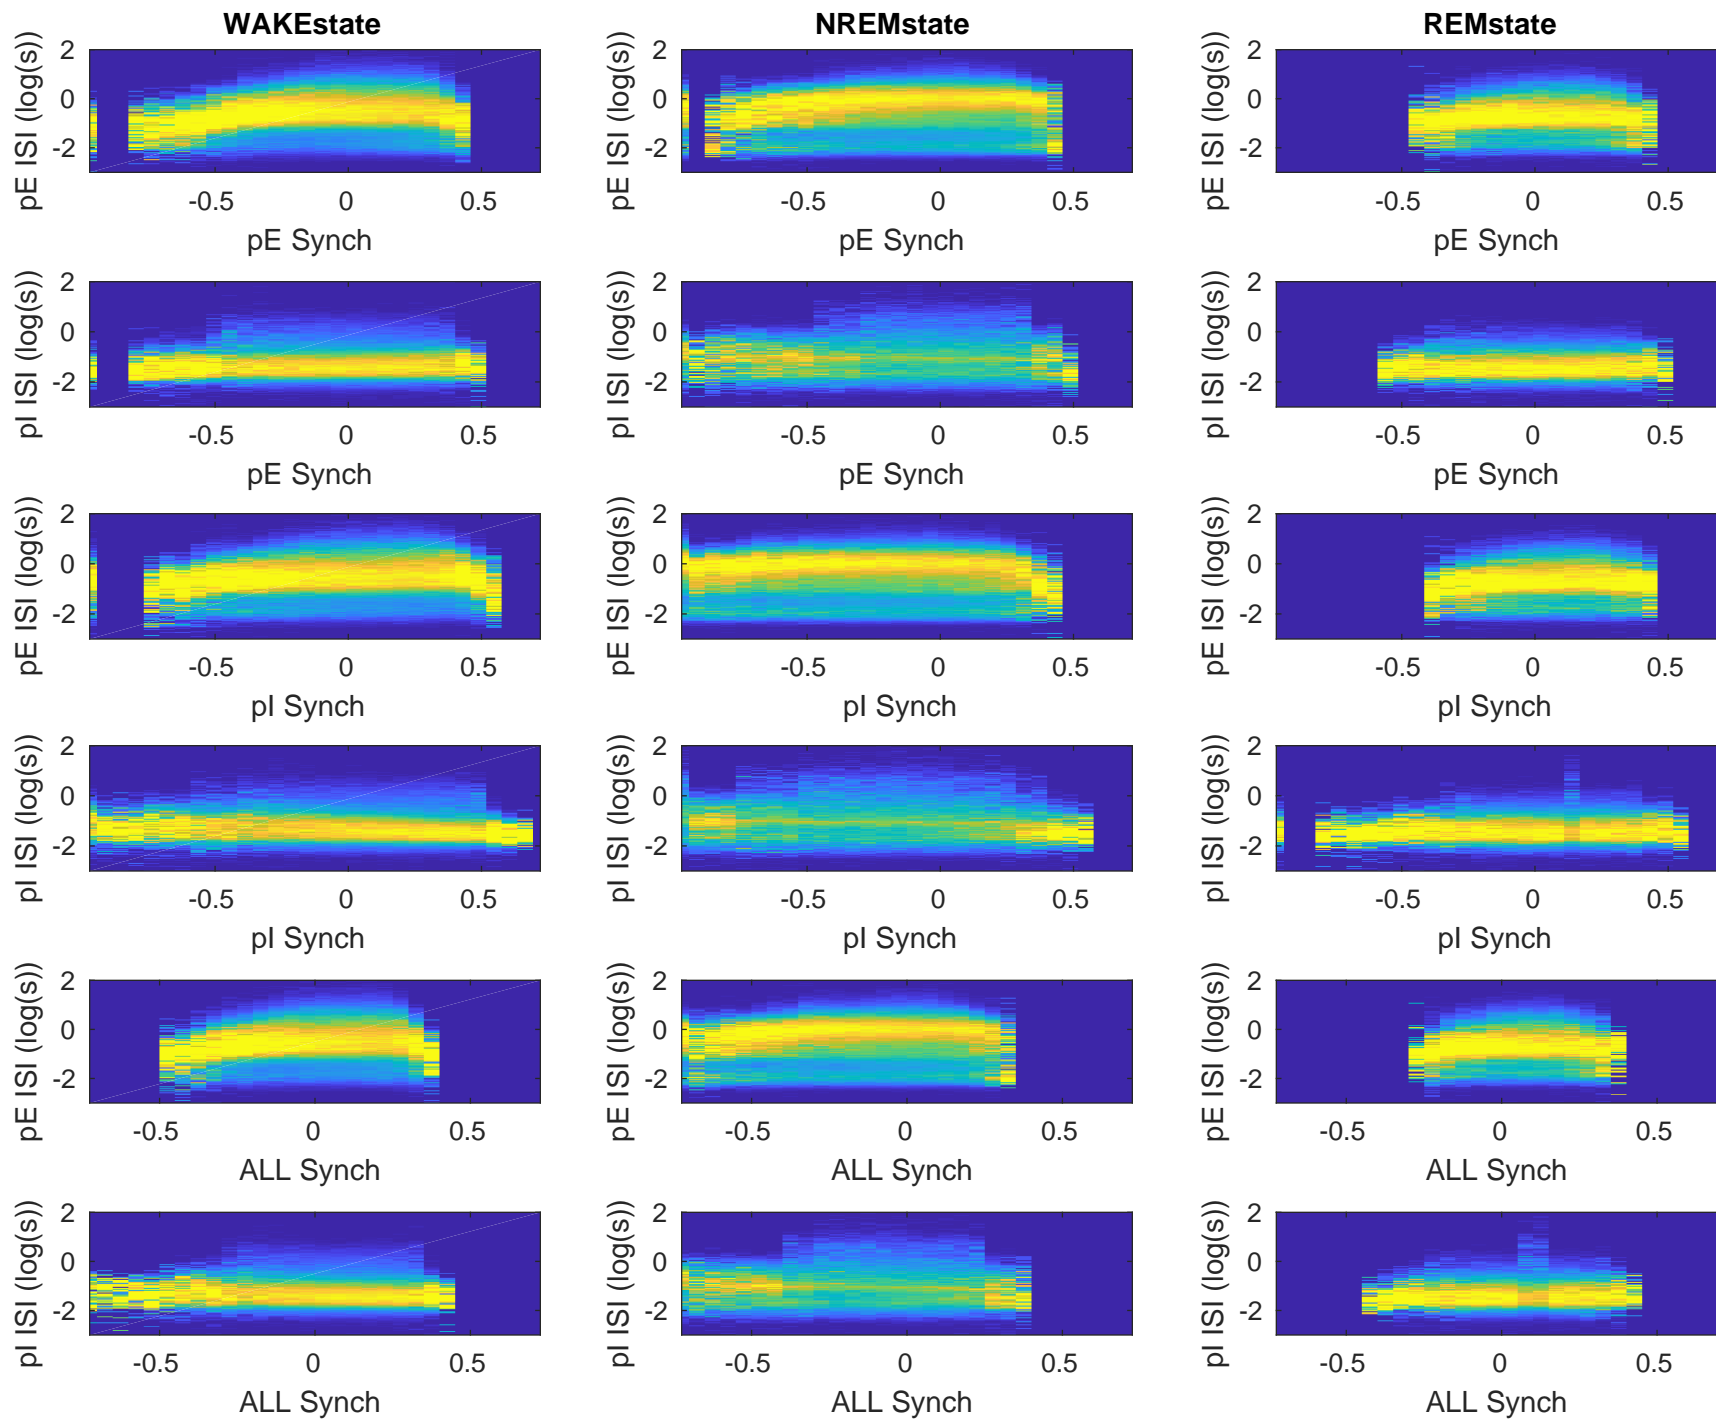 WAKEstate NREMstate REMstate
pE ISI (log(s)) 2 0 -2 pE ISI (log(s)) 2 0 -2 pE ISI (log(s)) 2 0 -2
-0.5 0 0.5 -0.5 0 0.5 -0.5 0 0.5
pE Synch pE Synch pE Synch
pI ISI (log(s)) 2 0 -2 pI ISI (log(s)) 2 0 -2 pI ISI (log(s)) 2 0 -2
-0.5 0 0.5 -0.5 0 0.5 -0.5 0 0.5
pE Synch pE Synch pE Synch
pE ISI (log(s)) 2 0 -2 pE ISI (log(s)) 2 0 -2 pE ISI (log(s)) 2 0 -2
-0.5 0 0.5 -0.5 0 0.5 -0.5 0 0.5
pI Synch pI Synch pI Synch
pI ISI (log(s)) 2 0 -2 pI ISI (log(s)) 2 0 -2 pI ISI (log(s)) 2 0 -2
-0.5 0 0.5 -0.5 0 0.5 -0.5 0 0.5
pI Synch pI Synch pI Synch
pE ISI (log(s)) 2 0 -2 pE ISI (log(s)) 2 0 -2 pE ISI (log(s)) 2 0 -2
-0.5 0 0.5 -0.5 0 0.5 -0.5 0 0.5
ALL Synch ALL Synch ALL Synch
pI ISI (log(s)) 2 0 -2 pI ISI (log(s)) 2 0 -2 pI ISI (log(s)) 2 0 -2
-0.5 0 0.5 -0.5 0 0.5 -0.5 0 0.5
ALL Synch ALL Synch ALL Synch